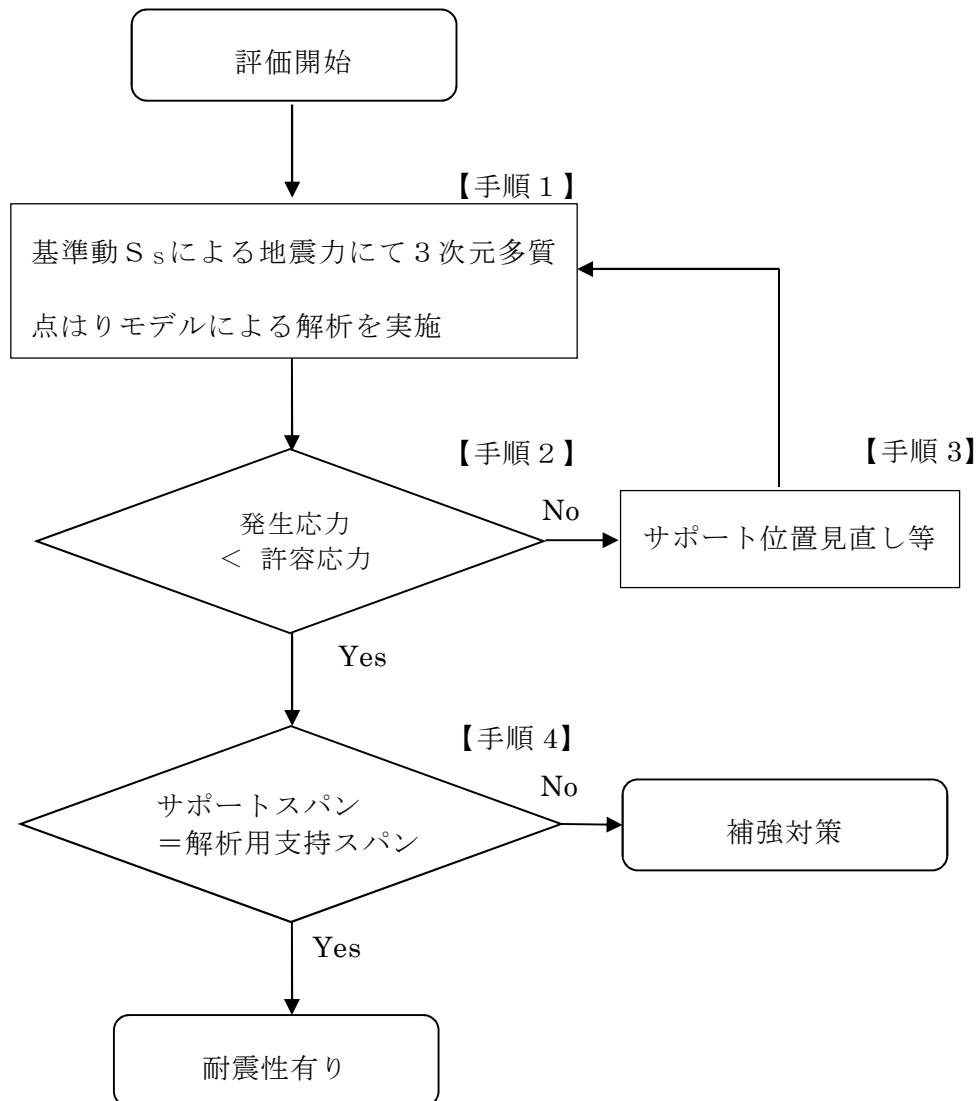 評価開始
【手順１】
基準動Ｓｓによる地震力にて３次元多質
点はりモデルによる解析を実施
【手順２】
【手順 3】
発生応力
< 許容応力
No
サポート位置見直し等
Yes
【手順 4】
No
サポートスパン
＝解析用支持スパン
補強対策
Yes
耐震性有り